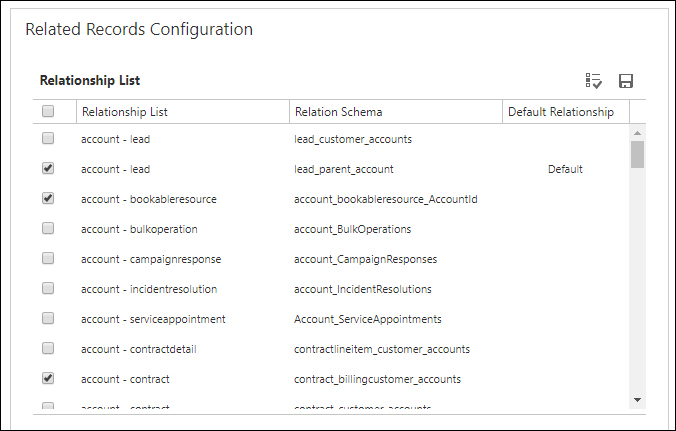 Related Records Configuration
Relationship List
Relationship List Relation Schema Default Relationship
account - lead lead_customer_accounts
account - lead lead_parent_account Default
account - bookableresource account_bookableresource_AccountId
account - bulkoperation account_BulkOperations
account - campaignresponse account_CampaignResponses
account - incidentresolution account_IncidentResolutions
account - serviceappointment Account_ServiceAppointments
account - contractdetail contractlineitem_customer_accounts
account - contract contract_billingcustomer_accounts
account - contract contract_customer_accounts